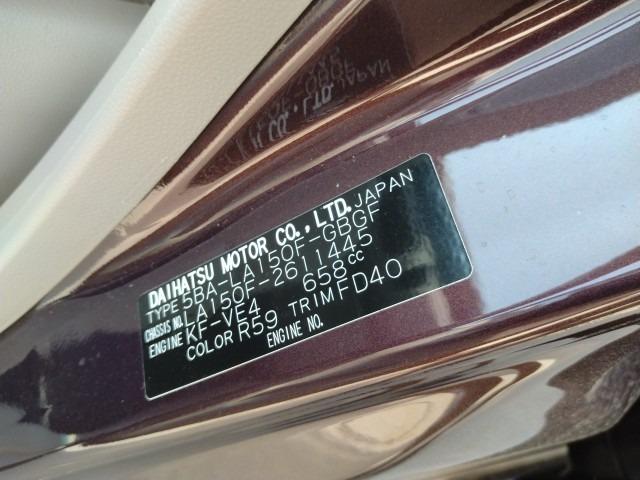 DAIHATSU MOTOR CO., LTD. JAPAN
TYPE 5BA-LA150F-GBGF
CHASSIS NO. LA150F-2611445
ENGINE KF-VE4 658cc
COLOR R59 TRIM FD40
ENGINE NO.